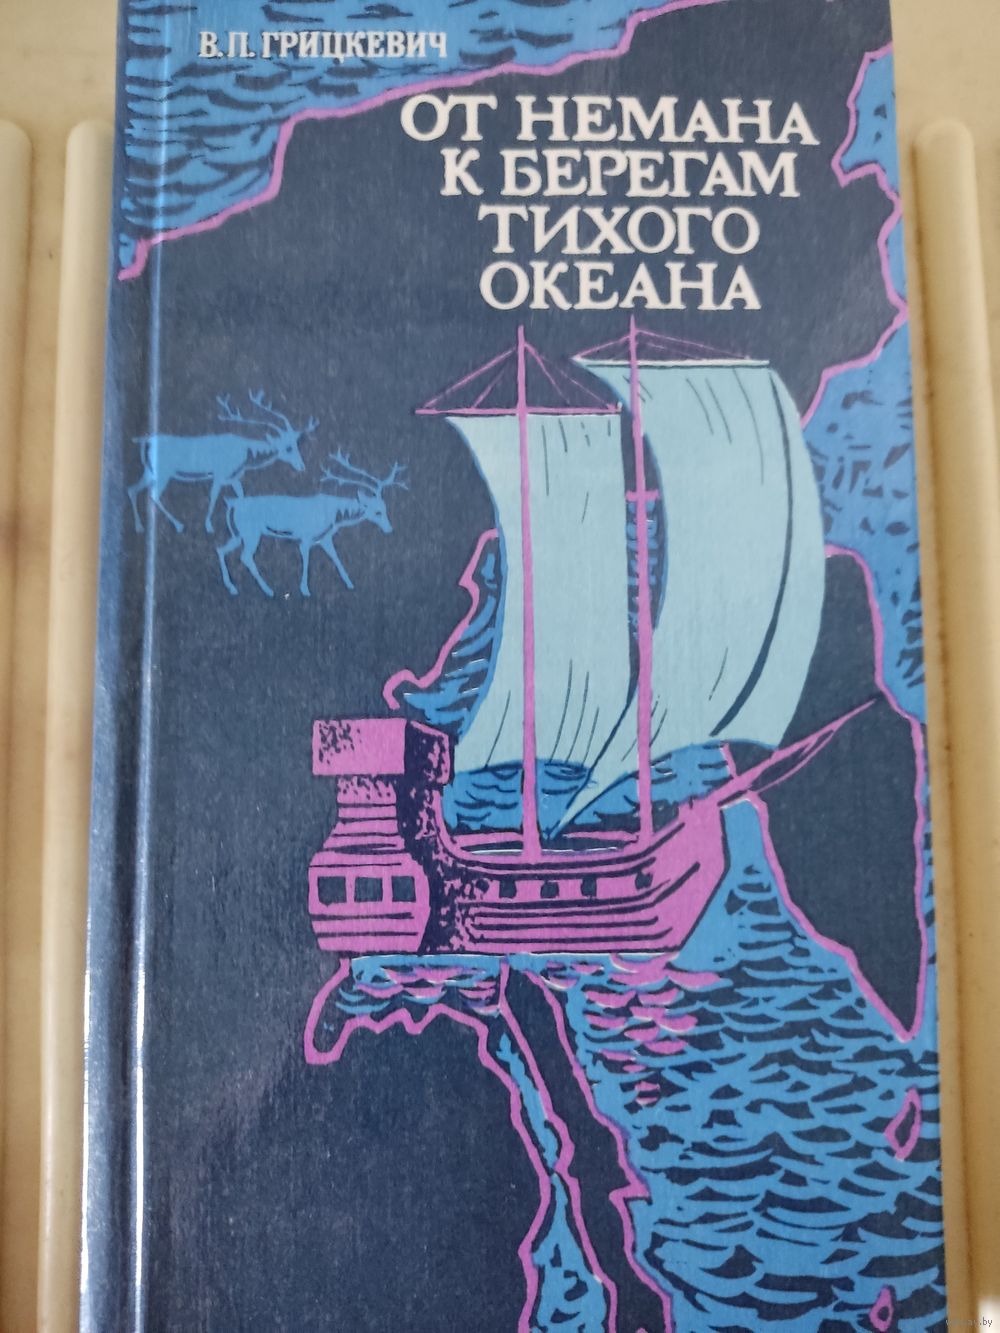 В. П. ГРИЦКЕВИЧ
ОТ НЕМАНА
К БЕРЕГАМ
ТИХОГО
ОКЕАНА